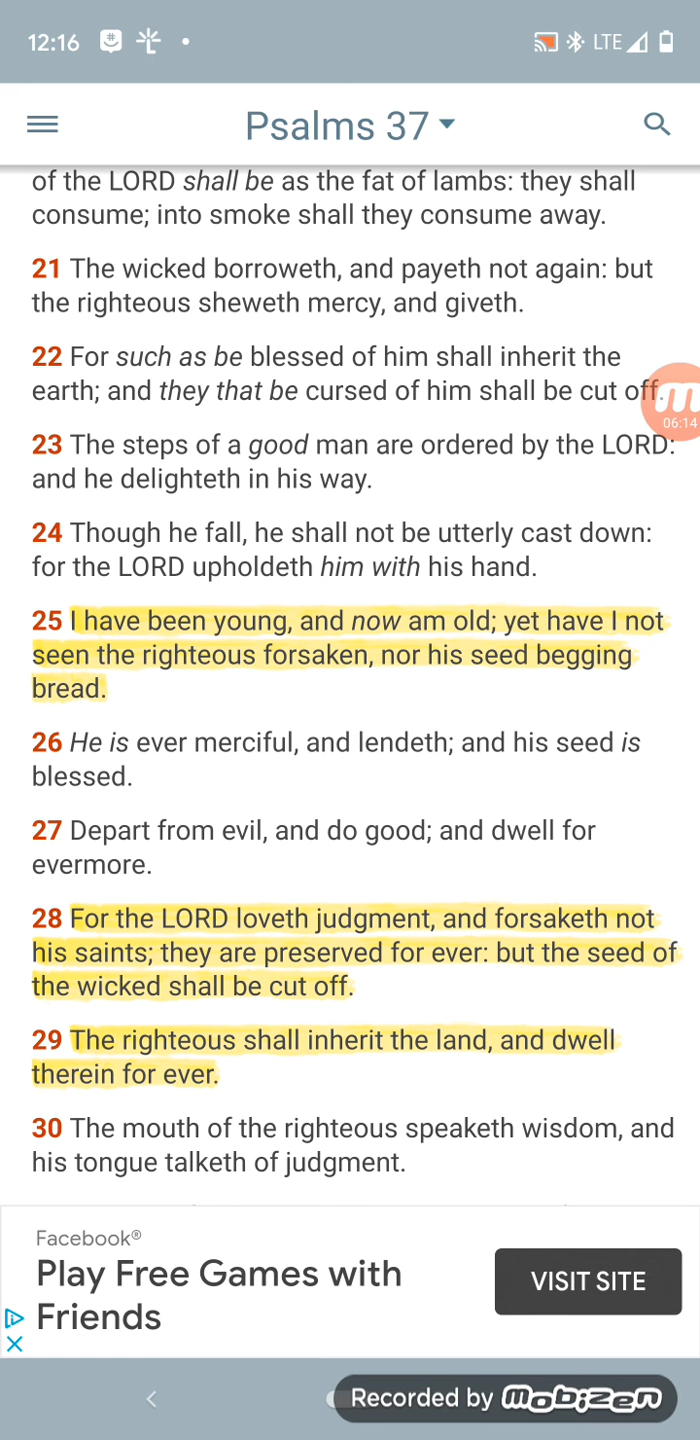 12:16 LTE
Psalms 37
of the LORD shall be as the fat of lambs: they shall
consume; into smoke shall they consume away.
21 The wicked borroweth, and payeth not again: but
the righteous sheweth mercy, and giveth.
22 For such as be blessed of him shall inherit the
earth; and they that be cursed of him shall be cut off.
m
06:14
23 The steps of a good man are ordered by the LORD:
and he delighteth in his way.
24 Though he fall, he shall not be utterly cast down:
for the LORD upholdeth him with his hand.
25 I have been young, and now am old; yet have I not
seen the righteous forsaken, nor his seed begging
bread.
26 He is ever merciful, and lendeth; and his seed is
blessed.
27 Depart from evil, and do good; and dwell for
evermore.
28 For the LORD loveth judgment, and forsaketh not
his saints; they are preserved for ever: but the seed of
the wicked shall be cut off.
29 The righteous shall inherit the land, and dwell
therein for ever.
30 The mouth of the righteous speaketh wisdom, and
his tongue talketh of judgment.
Facebook®
Play Free Games with
Friends
VISIT SITE
Recorded by mobizen